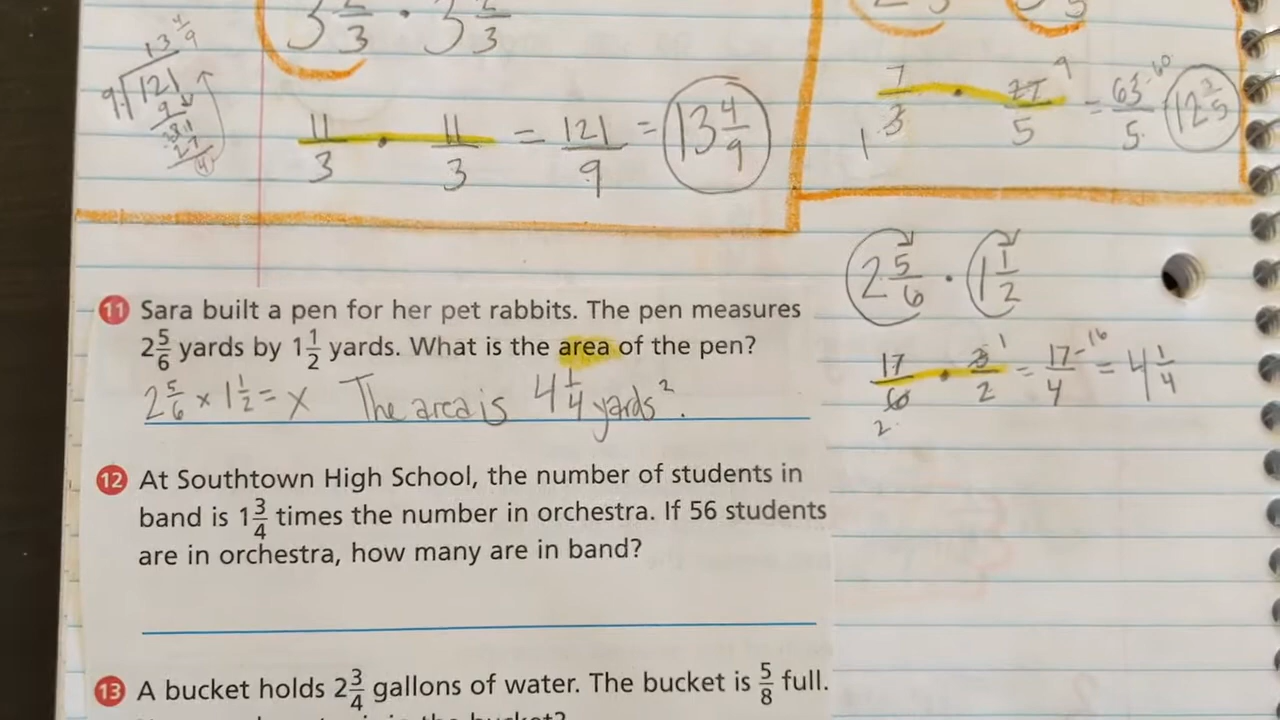 3 2/3 · 3 2/3
13 4/9
9)121
9
31
27
4
11/3 · 11/3 = 121/9 = 13 4/9
7/3 · 27/5 = 63/5 12 3/5
9
1
-60
11 Sara built a pen for her pet rabbits. The pen measures
2 5/6 yards by 1 1/2 yards. What is the area of the pen?
2 5/6 × 1 1/2 = x The area is 4 1/4 yards².
2 5/6 · 1 1/2
17/6 · 3/2 = 17/4 = 4 1/4
1
-16
2
12 At Southtown High School, the number of students in
band is 1 3/4 times the number in orchestra. If 56 students
are in orchestra, how many are in band?
13 A bucket holds 2 3/4 gallons of water. The bucket is 5/8 full.